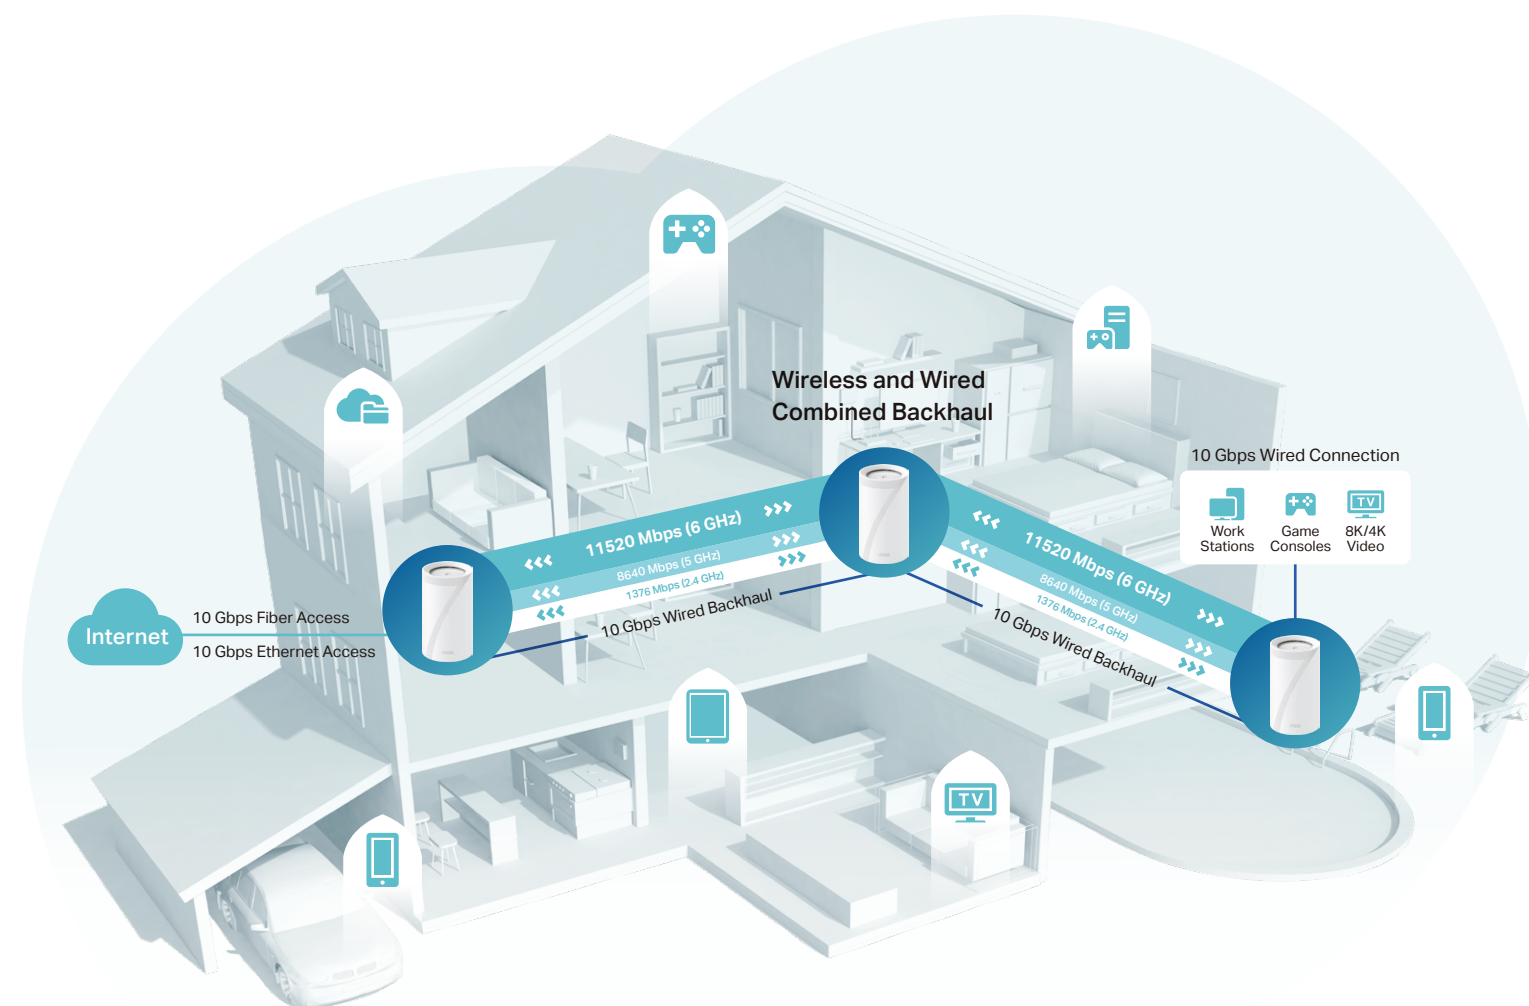 Wireless and Wired
Combined Backhaul
10 Gbps Wired Connection
Work
Stations
Game
Consoles
TV
8K/4K
Video
11520 Mbps (6 GHz)
8640 Mbps (5 GHz)
1376 Mbps (2.4 GHz)
10 Gbps Wired Backhaul
11520 Mbps (6 GHz)
8640 Mbps (5 GHz)
1376 Mbps (2.4 GHz)
10 Gbps Wired Backhaul
Internet
10 Gbps Fiber Access
10 Gbps Ethernet Access
TV